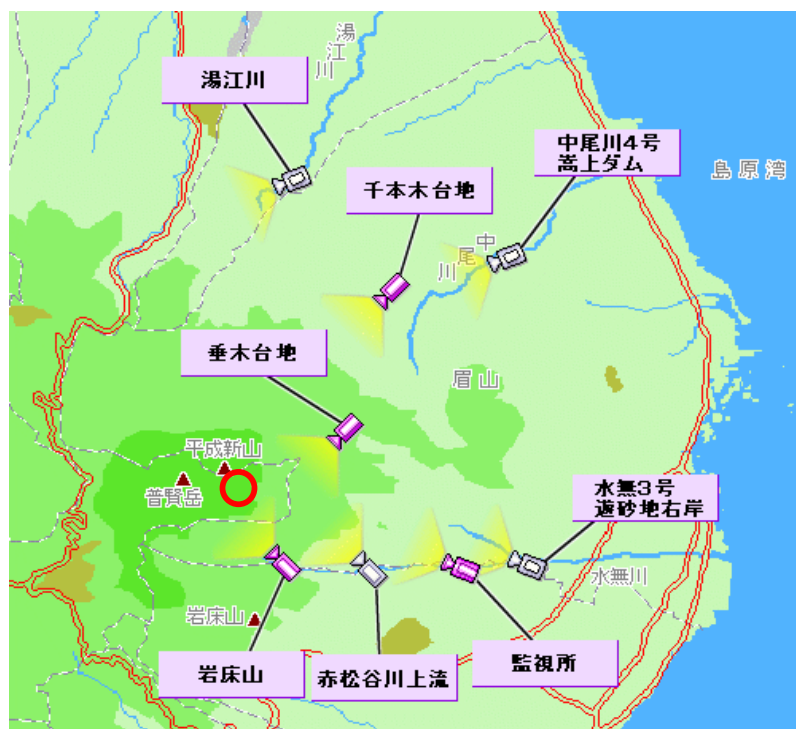 湯江川
湯江川
中尾川4号
嵩上ダム
島原湾
千本木台地
中尾川
垂木台地
眉山
平成新山
普賢岳
水無3号
遊砂地右岸
水無川
岩床山
岩床山
赤松谷川上流
監視所